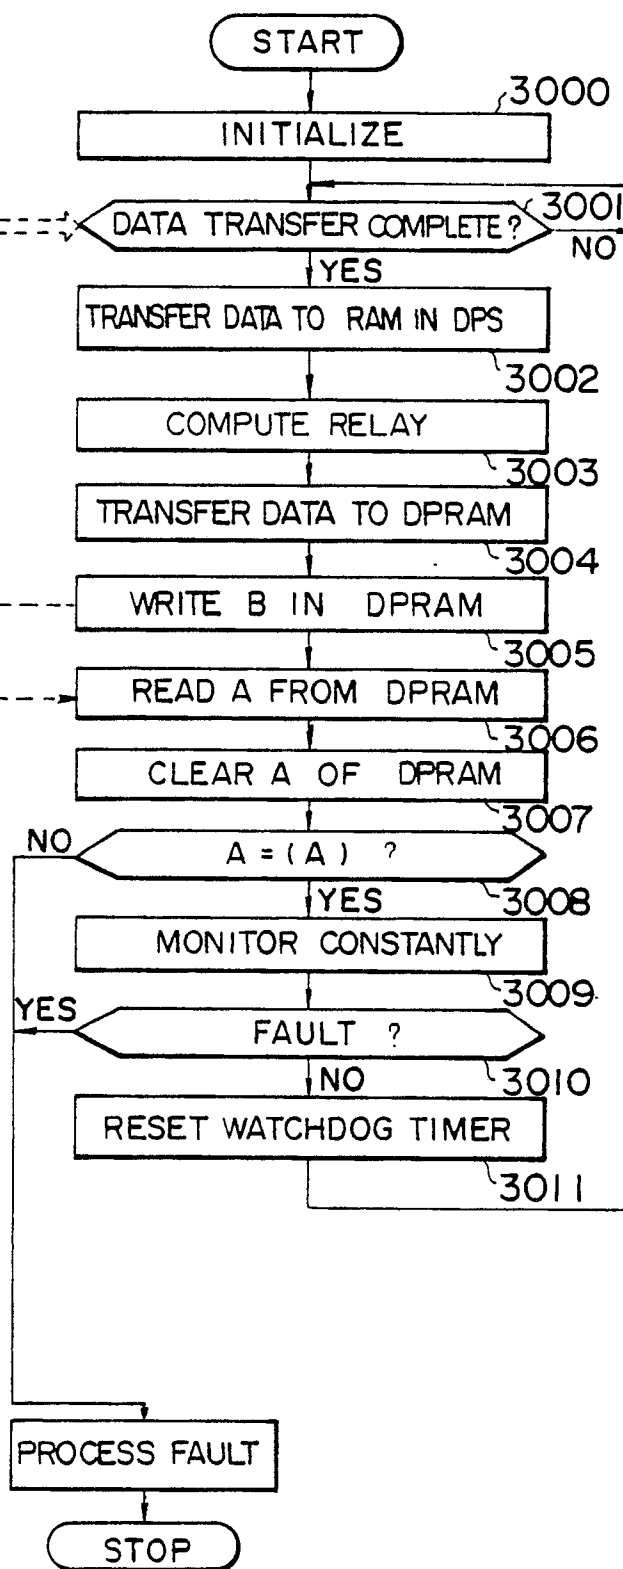 START
3000
INITIALIZE
3001
DATA TRANSFER COMPLETE?
NO
YES
TRANSFER DATA TO RAM IN DPS
3002
COMPUTE RELAY
3003
TRANSFER DATA TO DPRAM
3004
WRITE B IN DPRAM
3005
READ A FROM DPRAM
3006
CLEAR A OF DPRAM
3007
NO
A = (A) ?
3008
YES
MONITOR CONSTANTLY
3009
YES
FAULT ?
3010
NO
RESET WATCHDOG TIMER
3011
PROCESS FAULT
STOP